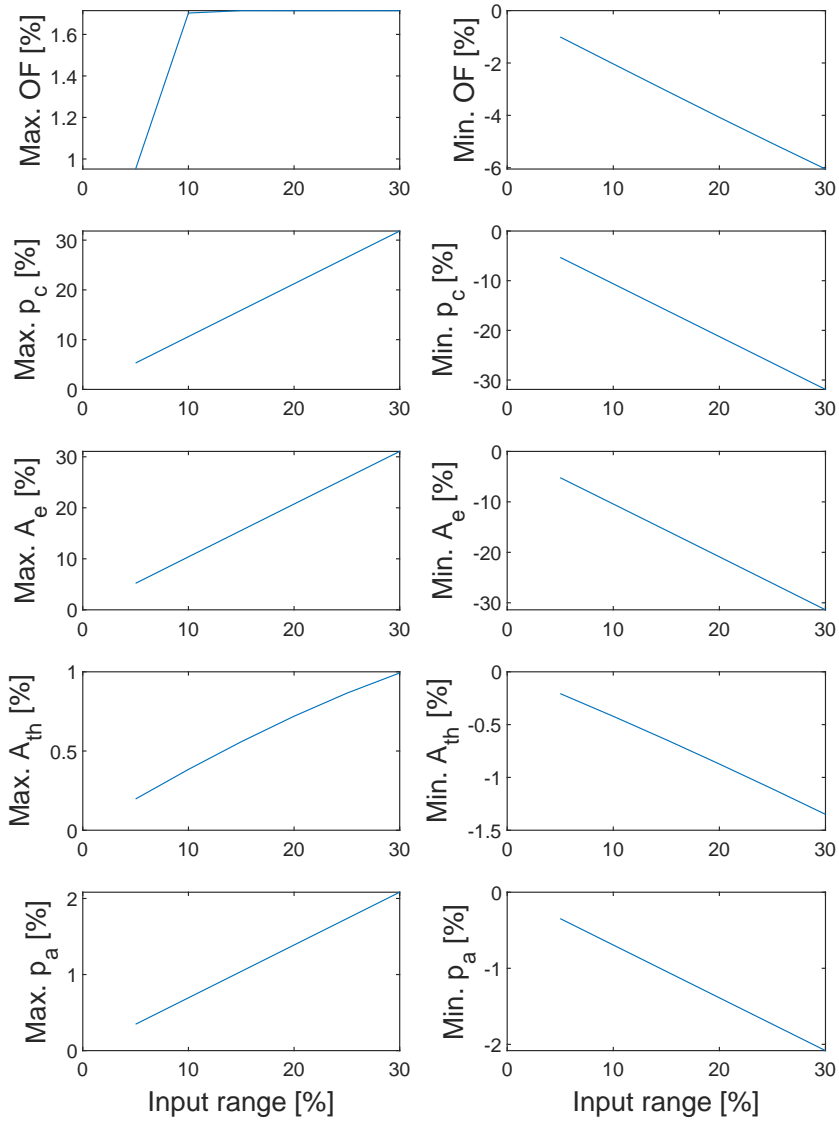 Max. OF [%]
1.6
1.4
1.2
1
0 10 20 30
Min. OF [%]
0
-2
-4
-6
0 10 20 30
Max. p_c [%]
30
20
10
0
0 10 20 30
Min. p_c [%]
0
-10
-20
-30
0 10 20 30
Max. A_e [%]
30
20
10
0
0 10 20 30
Min. A_e [%]
0
-10
-20
-30
0 10 20 30
Max. A_th [%]
1
0.5
0
0 10 20 30
Min. A_th [%]
0
-0.5
-1
-1.5
0 10 20 30
Max. p_a [%]
2
1
0
0 10 20 30
Input range [%]
Min. p_a [%]
0
-1
-2
0 10 20 30
Input range [%]